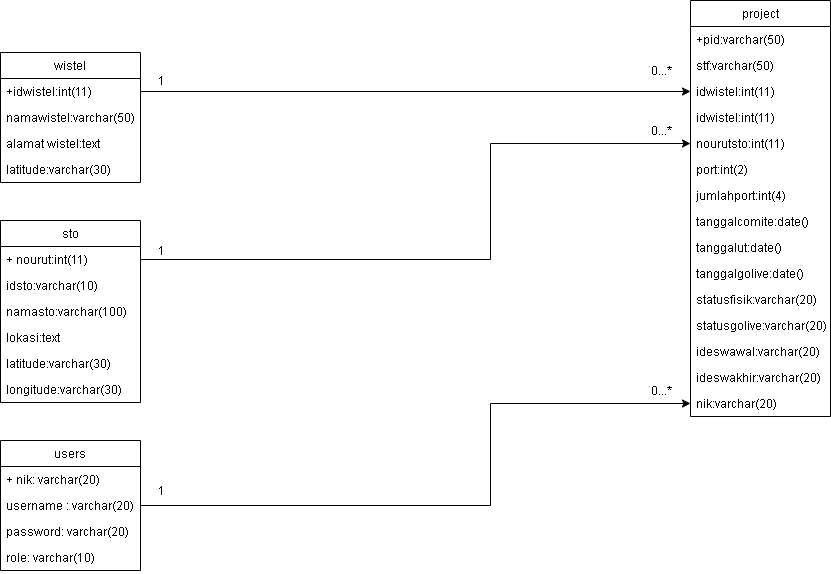 wistel
+idwistel:int(11)
namawistel:varchar(50)
alamat wistel:text
latitude:varchar(30)
1
0...*
sto
+ nourut:int(11)
idsto:varchar(10)
namasto:varchar(100)
lokasi:text
latitude:varchar(30)
longitude:varchar(30)
1
0...*
users
+ nik: varchar(20)
username : varchar(20)
password: varchar(20)
role: varchar(10)
1
0...*
project
+pid:varchar(50)
stf:varchar(50)
idwistel:int(11)
idwistel:int(11)
nourutsto:int(11)
port:int(2)
jumlahport:int(4)
tanggalcomite:date()
tanggalut:date()
tanggalgolive:date()
statusfisik:varchar(20)
statusgolive:varchar(20)
ideswawal:varchar(20)
ideswakhir:varchar(20)
nik:varchar(20)